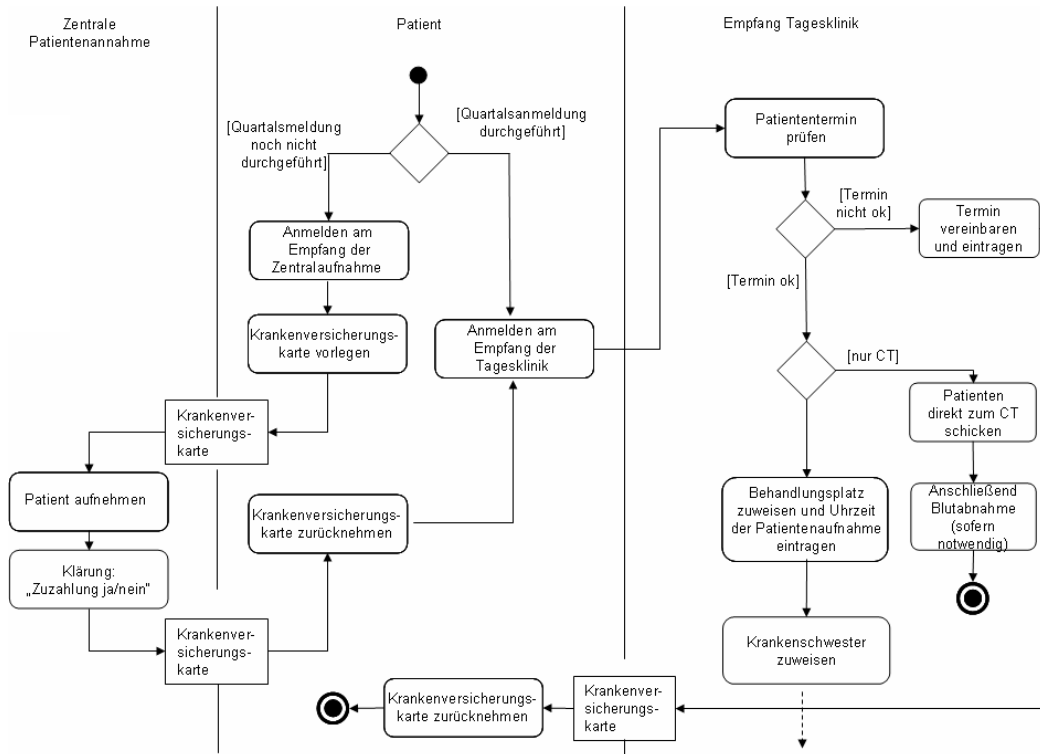 Zentrale
Patientenannahme
Patient
Empfang Tagesklinik
[Quartalsmeldung
noch nicht
durchgeführt]
[Quartalsanmeldung
durchgeführt]
Anmelden am
Empfang der
Zentralaufnahme
Krankenversicherungs-
karte vorlegen
Anmelden am
Empfang der
Tagesklinik
Krankenver-
sicherungs-
karte
Patient aufnehmen
Klärung:
„Zuzahlung ja/nein"
Krankenver-
sicherungs-
karte
Krankenversicherungs-
karte zurücknehmen
Patiententermin
prüfen
[Termin
nicht ok]
Termin
vereinbaren
und eintragen
[Termin ok]
[nur CT]
Patienten
direkt zum CT
schicken
Behandlungsplatz
zuweisen und Uhrzeit
der Patientenaufnahme
eintragen
Anschließend
Blutabnahme
(sofern
notwendig)
Krankenschwester
zuweisen
Krankenversicherungs-
karte zurücknehmen
Krankenver-
sicherungs-
karte